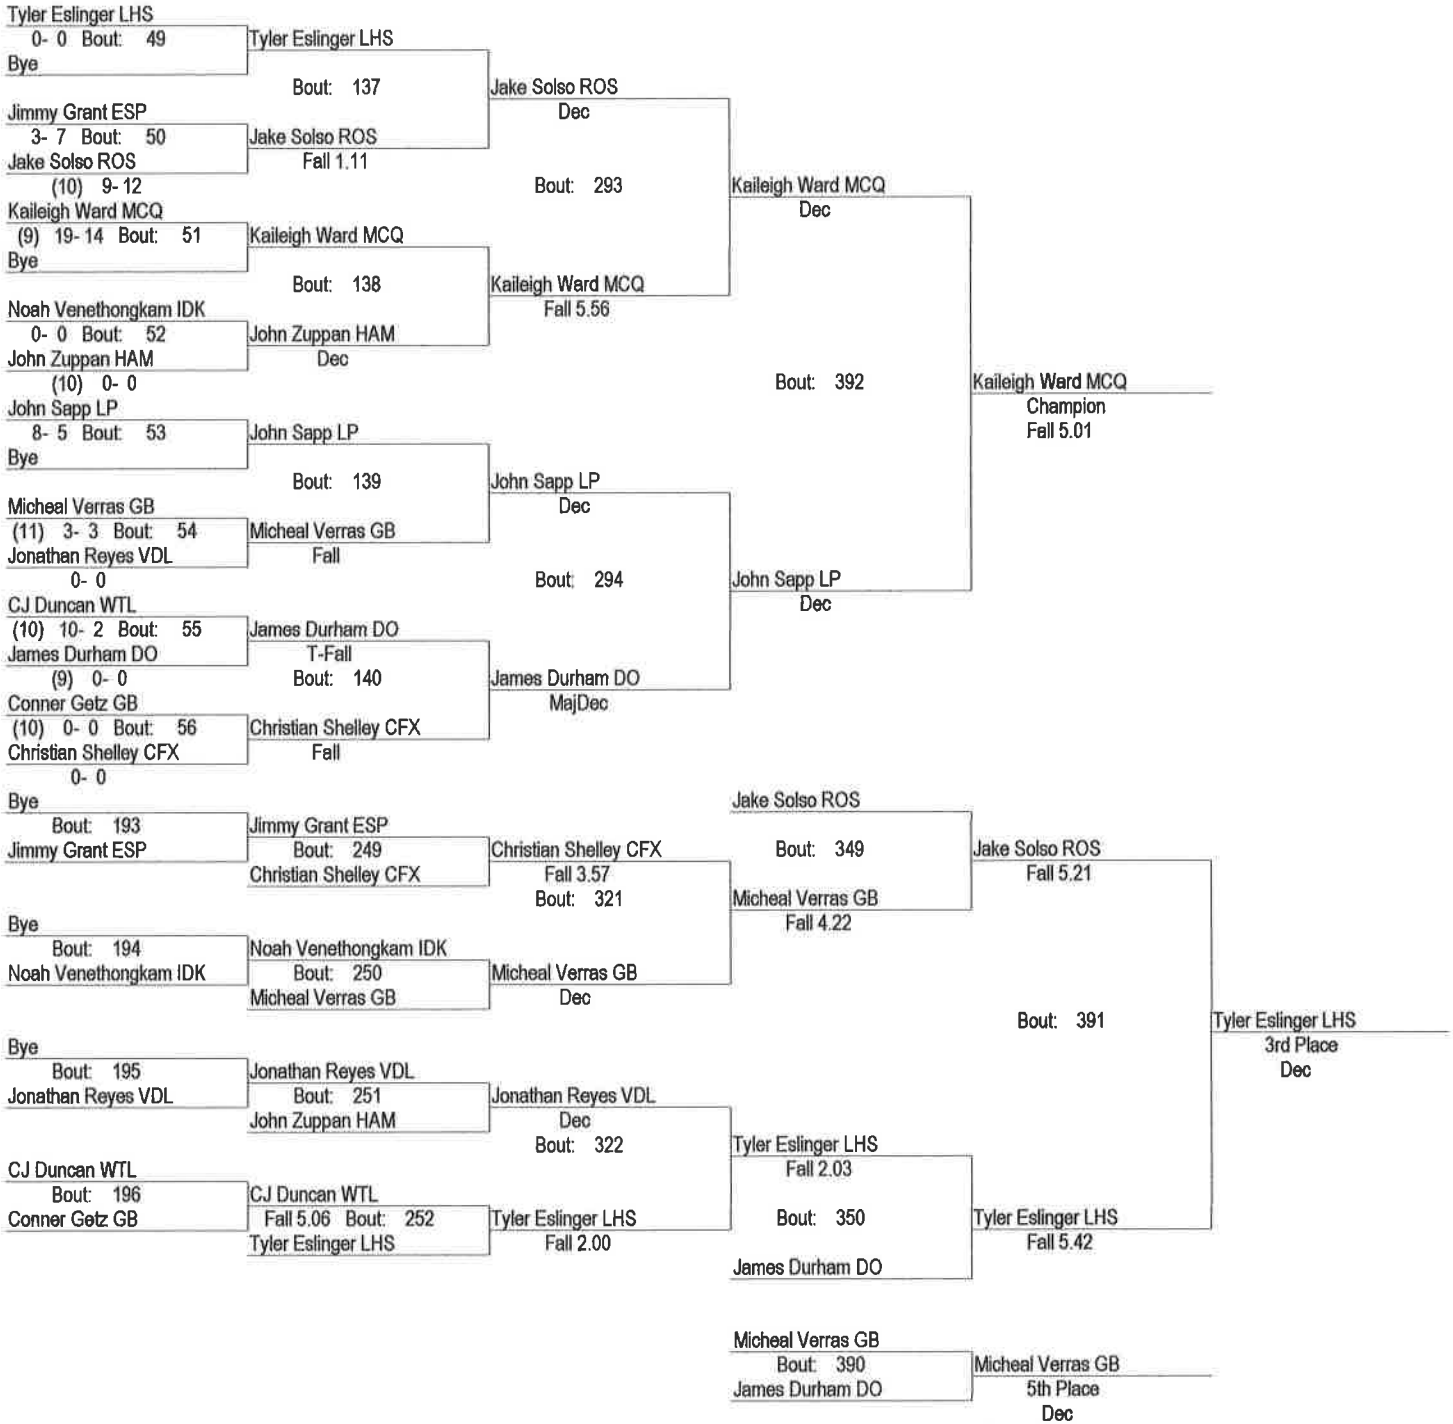 Tyler Eslinger LHS
0- 0 Bout: 49
Bye
Tyler Eslinger LHS
Bout: 137
Jimmy Grant ESP
3- 7 Bout: 50
Jake Solso ROS
(10) 9- 12
Jake Solso ROS
Fall 1.11
Jake Solso ROS
Dec
Bout: 293
Kaileigh Ward MCQ
(9) 19- 14 Bout: 51
Bye
Kaileigh Ward MCQ
Bout: 138
Noah Venethongkam IDK
0- 0 Bout: 52
John Zuppan HAM
(10) 0- 0
John Zuppan HAM
Dec
Kaileigh Ward MCQ
Fall 5.56
Kaileigh Ward MCQ
Dec
Bout: 392
John Sapp LP
8- 5 Bout: 53
Bye
John Sapp LP
Bout: 139
Micheal Verras GB
(11) 3- 3 Bout: 54
Jonathan Reyes VDL
0- 0
Micheal Verras GB
Fall
John Sapp LP
Dec
Bout: 294
CJ Duncan WTL
(10) 10- 2 Bout: 55
James Durham DO
(9) 0- 0
James Durham DO
T-Fall
Bout: 140
Conner Getz GB
(10) 0- 0 Bout: 56
Christian Shelley CFX
0- 0
Christian Shelley CFX
Fall
James Durham DO
MajDec
John Sapp LP
Dec
Kaileigh Ward MCQ
Champion
Fall 5.01
Bye
Bout: 193
Jimmy Grant ESP
Jimmy Grant ESP
Bout: 249
Christian Shelley CFX
Christian Shelley CFX
Fall 3.57
Bout: 321
Bye
Bout: 194
Noah Venethongkam IDK
Noah Venethongkam IDK
Bout: 250
Micheal Verras GB
Micheal Verras GB
Dec
Jake Solso ROS
Bout: 349
Micheal Verras GB
Fall 4.22
Jake Solso ROS
Fall 5.21
Bout: 391
Bye
Bout: 195
Jonathan Reyes VDL
Jonathan Reyes VDL
Bout: 251
John Zuppan HAM
Jonathan Reyes VDL
Dec
Bout: 322
CJ Duncan WTL
Bout: 196
Conner Getz GB
CJ Duncan WTL
Fall 5.06 Bout: 252
Tyler Eslinger LHS
Tyler Eslinger LHS
Fall 2.00
Tyler Eslinger LHS
Fall 2.03
Bout: 350
James Durham DO
Tyler Eslinger LHS
Fall 5.42
Tyler Eslinger LHS
3rd Place
Dec
Micheal Verras GB
Bout: 390
James Durham DO
Micheal Verras GB
5th Place
Dec